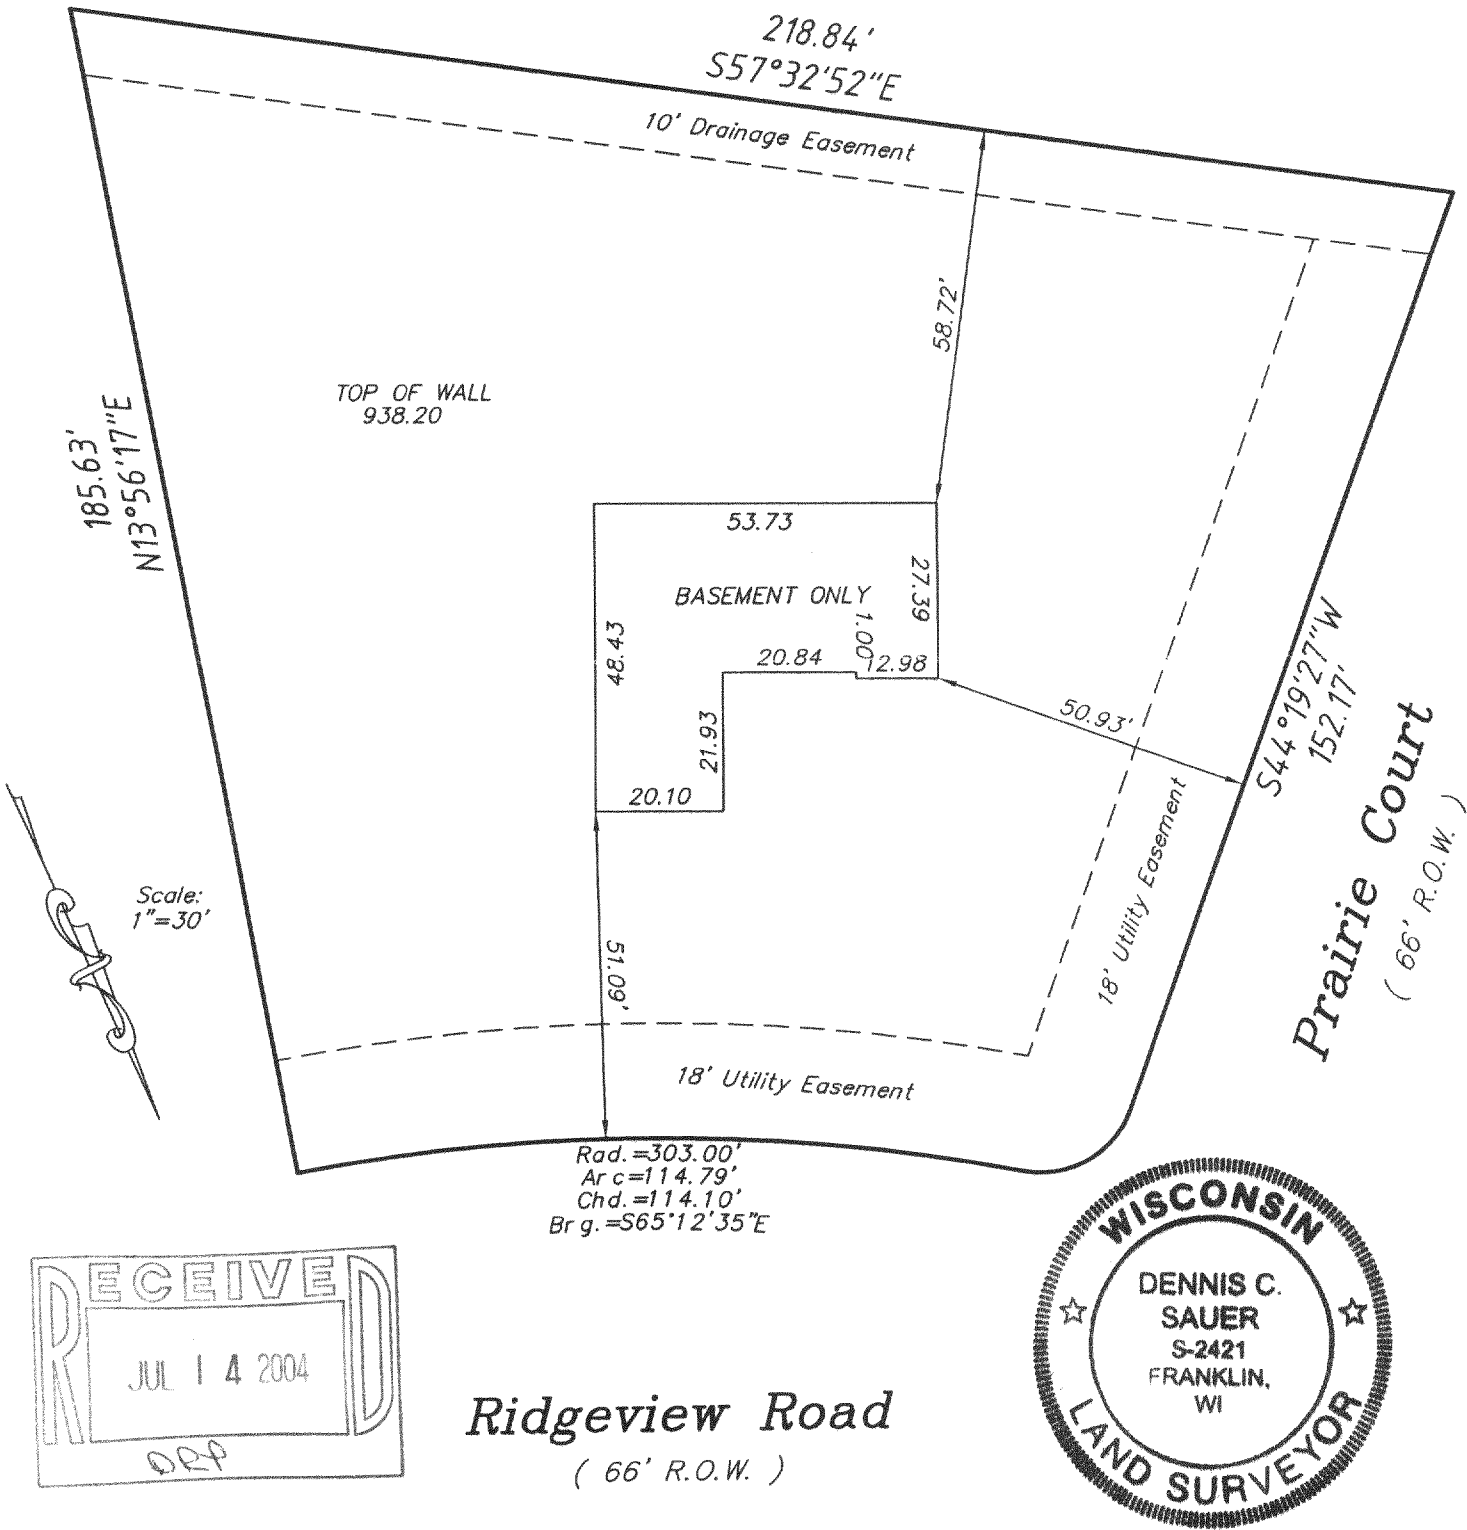 218.84'
S57°32'52"E
10' Drainage Easement
58.72'
TOP OF WALL
938.20
185.63'
N13°56'17"E
53.73
27.39
BASEMENT ONLY
1.00
48.43
20.84
12.98
21.93
20.10
50.93'
S44°19'27"W
152.17'
Prairie Court
( 66' R.O.W. )
18' Utility Easement
Scale:
1"=30'
51.09'
18' Utility Easement
Rad.=303.00'
Arc=114.79'
Chd.=114.10'
Brg.=S65°12'35"E
RECEIVED
JUL 14 2004
Ridgeview Road
( 66' R.O.W. )
WISCONSIN
DENNIS C.
SAUER
S-2421
FRANKLIN,
WI
LAND SURVEYOR